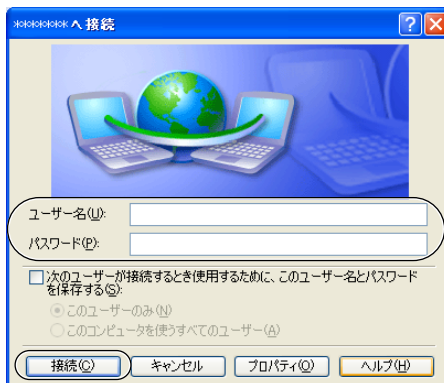 ******** へ接続
ユーザー名(U):
パスワード(P):
次のユーザーが接続するとき使用するために、このユーザー名とパスワード
を保存する(S):
このユーザーのみ(N)
このコンピュータを使うすべてのユーザー(A)
接続(C) キャンセル プロパティ(O) ヘルプ(H)